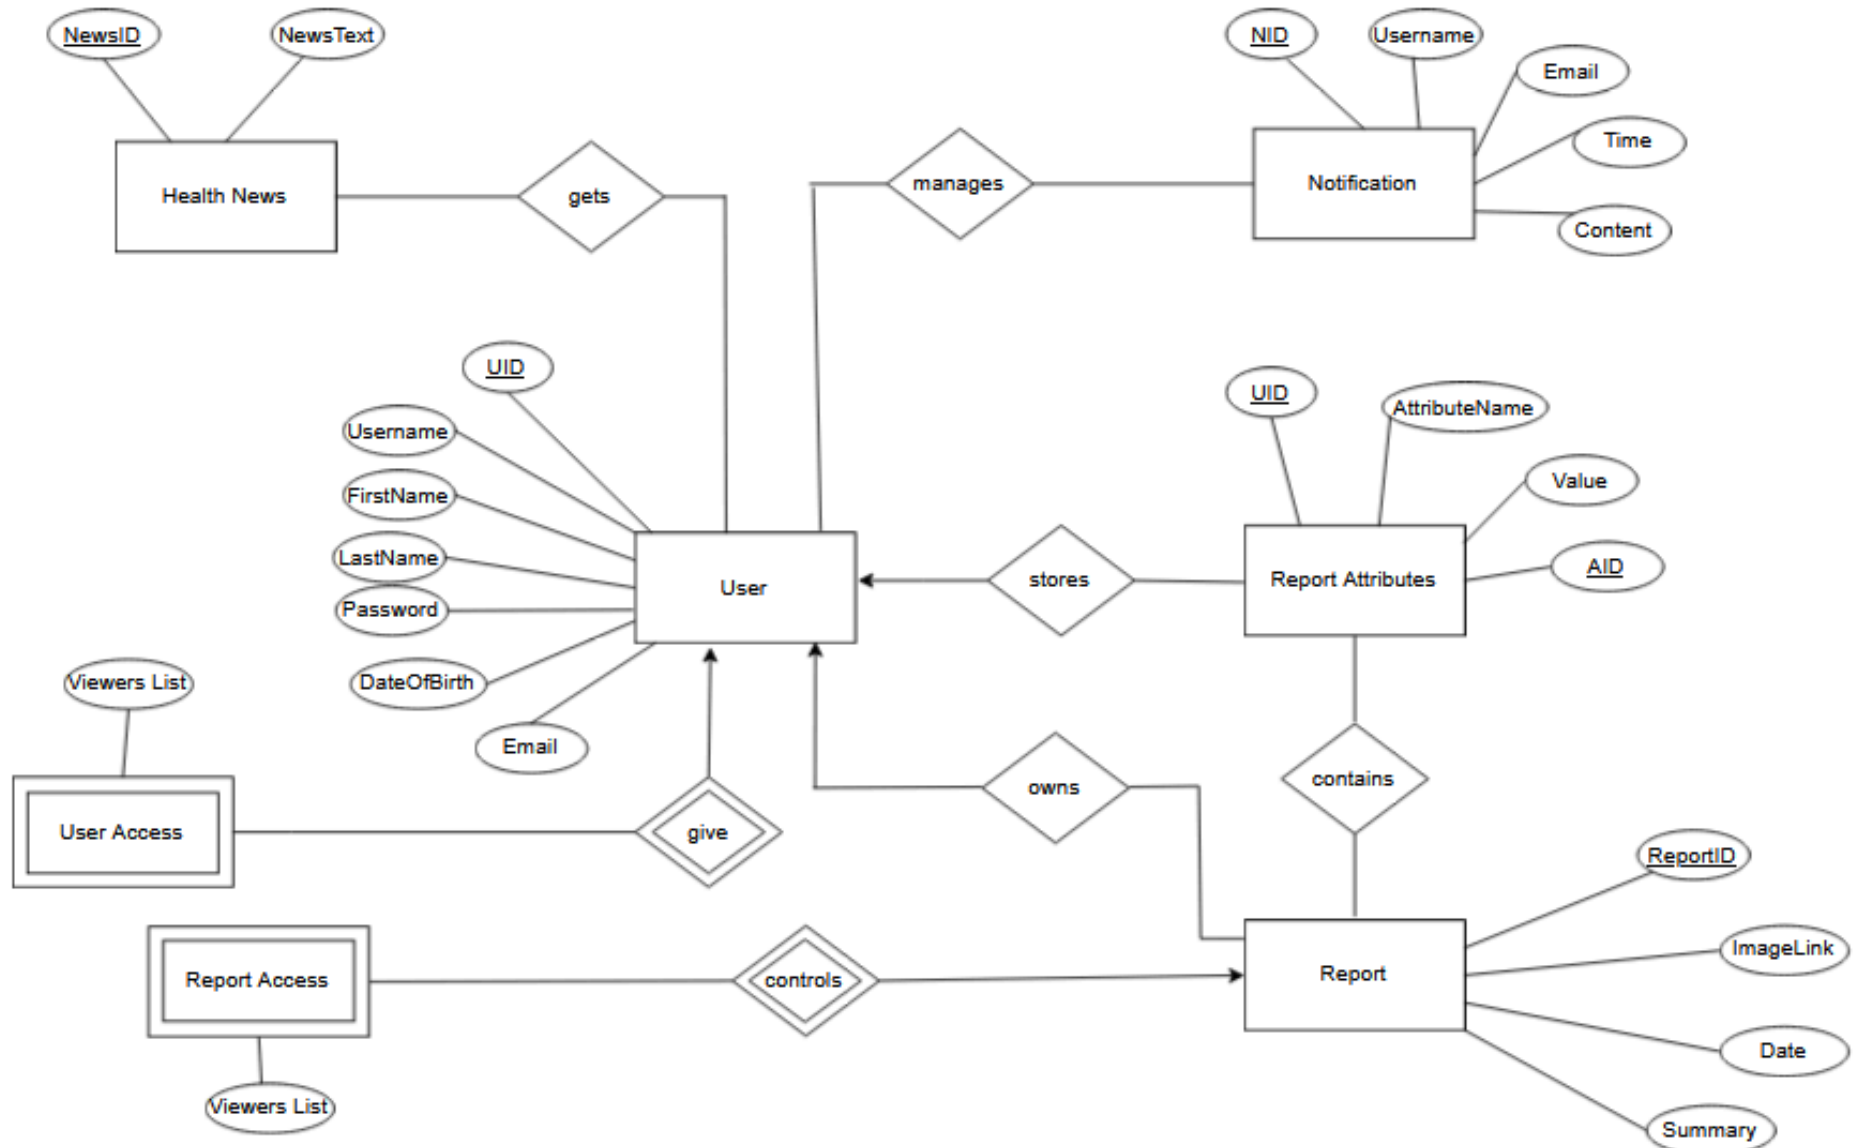 NewsID
NewsText
NID
Username
Email
Time
Content
Health News
gets
manages
Notification
UID
Username
FirstName
LastName
Password
DateOfBirth
Email
User
stores
UID
AttributeName
Value
AID
Report Attributes
Viewers List
User Access
give
owns
contains
Report Access
controls
Report
ReportID
ImageLink
Date
Summary
Viewers List